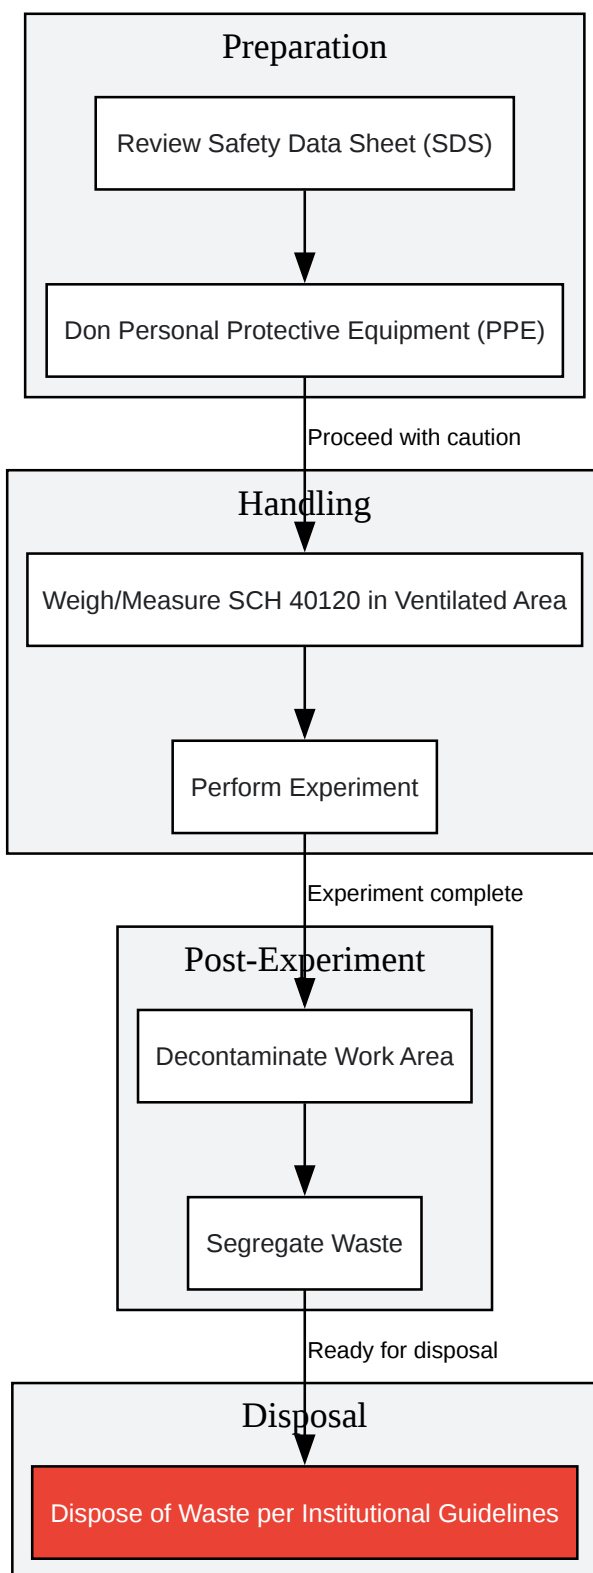 Preparation
Review Safety Data Sheet (SDS)
Don Personal Protective Equipment (PPE)
Proceed with caution
Handling
Weigh/Measure SCH 40120 in Ventilated Area
Perform Experiment
Experiment complete
Post-Experiment
Decontaminate Work Area
Segregate Waste
Ready for disposal
Disposal
Dispose of Waste per Institutional Guidelines